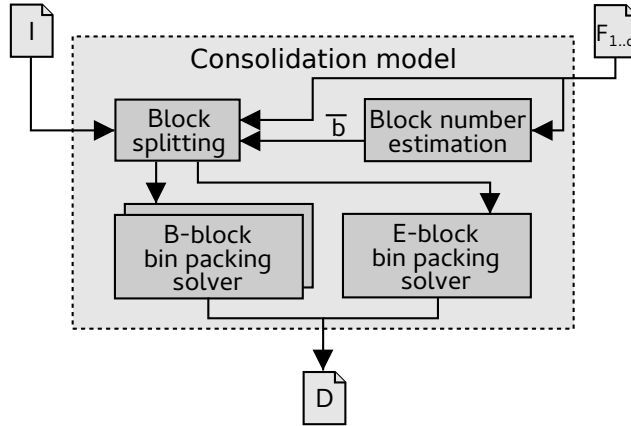 I
F1..d
Consolidation model
Block
splitting
b̅
Block number
estimation
B-block
bin packing
solver
E-block
bin packing
solver
D